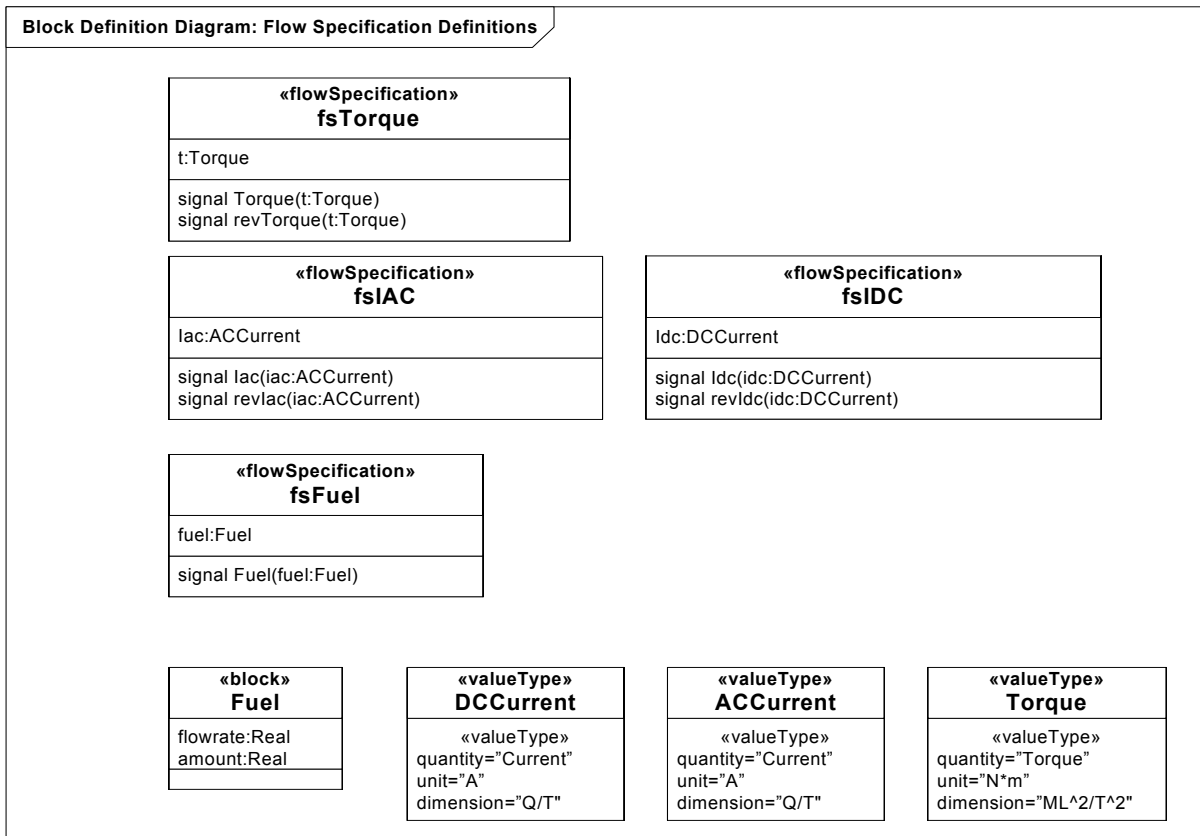 Block Definition Diagram: Flow Specification Definitions
«flowSpecification»
fsTorque
t:Torque
signal Torque(t:Torque)
signal revTorque(t:Torque)
«flowSpecification»
fsIAC
Iac:ACCurrent
signal Iac(iac:ACCurrent)
signal revIac(iac:ACCurrent)
«flowSpecification»
fsIDC
Idc:DCCurrent
signal Idc(idc:DCCurrent)
signal revIdc(idc:DCCurrent)
«flowSpecification»
fsFuel
fuel:Fuel
signal Fuel(fuel:Fuel)
«block»
Fuel
flowrate:Real
amount:Real
«valueType»
DCCurrent
«valueType»
quantity=”Current”
unit=”A”
dimension=”Q/T"
«valueType»
ACCurrent
«valueType»
quantity=”Current”
unit=”A”
dimension=”Q/T"
«valueType»
Torque
«valueType»
quantity=”Torque”
unit=”N*m”
dimension=”ML^2/T^2"